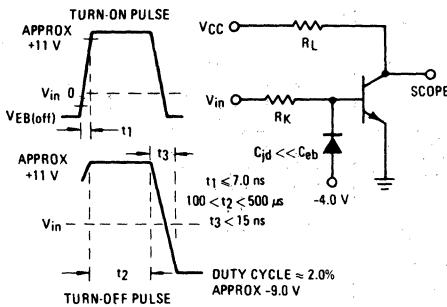 TURN-ON PULSE
APPROX
+11 V
Vin 0
VEB(off)
t1
t3
APPROX
+11 V
Vin
t1 ≤ 7.0 ns
100 < t2 < 500 μs
t3 < 15 ns
t2
DUTY CYCLE ≈ 2.0%
APPROX -9.0 V
TURN-OFF PULSE
VCC
RL
SCOPE
Vin
RK
Cjd << Ceb
-4.0 V